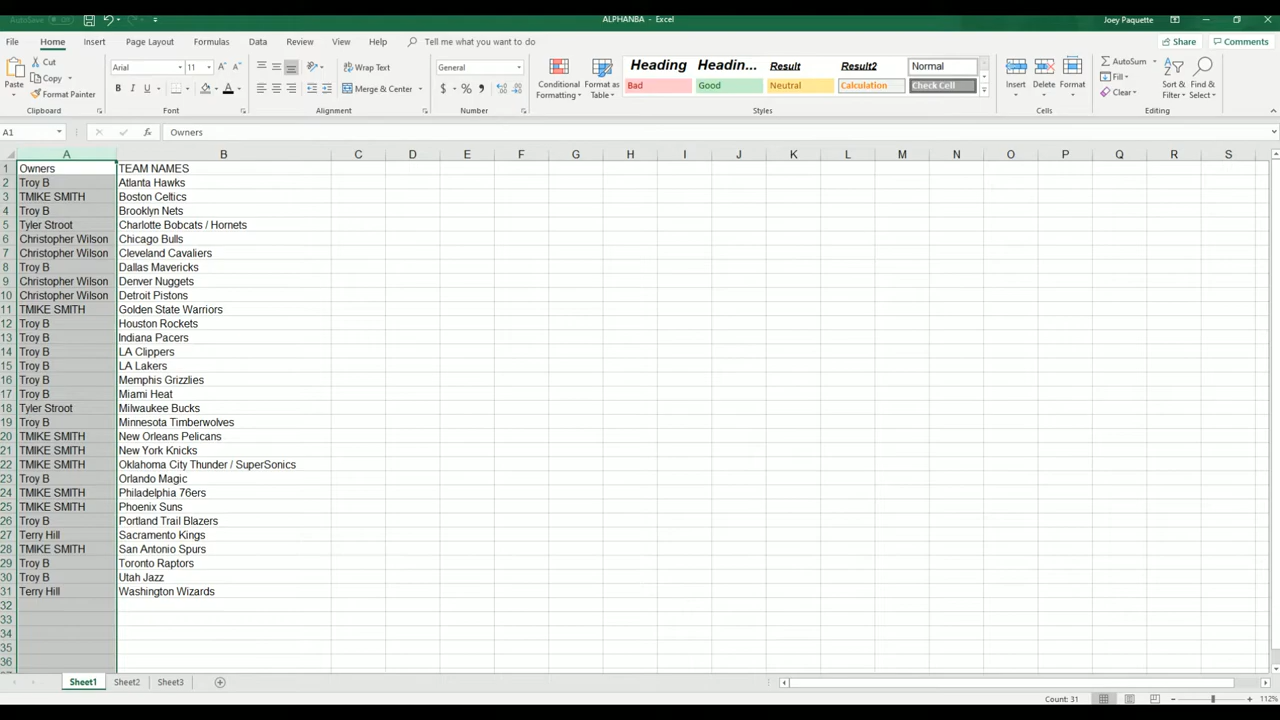 AutoSave Off
ALPHANBA - Excel
Joey Paquette
File Home Insert Page Layout Formulas Data Review View Help Tell me what you want to do Share Comments
Paste Cut Copy Format Painter Clipboard
Arial 11 Font
Wrap Text Merge & Center Alignment
General Number
Conditional Formatting Format as Table
Heading Headin... Result Result2 Normal
Bad Good Neutral Calculation Check Cell
Styles
Insert Delete Format Cells
AutoSum Fill Clear Sort & Filter Find & Select Editing
A1 fx Owners
A B C D E F G H I J K L M N O P Q R S
1 Owners TEAM NAMES
2 Troy B Atlanta Hawks
3 TMIKE SMITH Boston Celtics
4 Troy B Brooklyn Nets
5 Tyler Stroot Charlotte Bobcats / Hornets
6 Christopher Wilson Chicago Bulls
7 Christopher Wilson Cleveland Cavaliers
8 Troy B Dallas Mavericks
9 Christopher Wilson Denver Nuggets
10 Christopher Wilson Detroit Pistons
11 TMIKE SMITH Golden State Warriors
12 Troy B Houston Rockets
13 Troy B Indiana Pacers
14 Troy B LA Clippers
15 Troy B LA Lakers
16 Troy B Memphis Grizzlies
17 Troy B Miami Heat
18 Tyler Stroot Milwaukee Bucks
19 Troy B Minnesota Timberwolves
20 TMIKE SMITH New Orleans Pelicans
21 TMIKE SMITH New York Knicks
22 TMIKE SMITH Oklahoma City Thunder / SuperSonics
23 Troy B Orlando Magic
24 TMIKE SMITH Philadelphia 76ers
25 TMIKE SMITH Phoenix Suns
26 Troy B Portland Trail Blazers
27 Terry Hill Sacramento Kings
28 TMIKE SMITH San Antonio Spurs
29 Troy B Toronto Raptors
30 Troy B Utah Jazz
31 Terry Hill Washington Wizards
32
33
34
35
36
Sheet1 Sheet2 Sheet3
Count: 31 112%